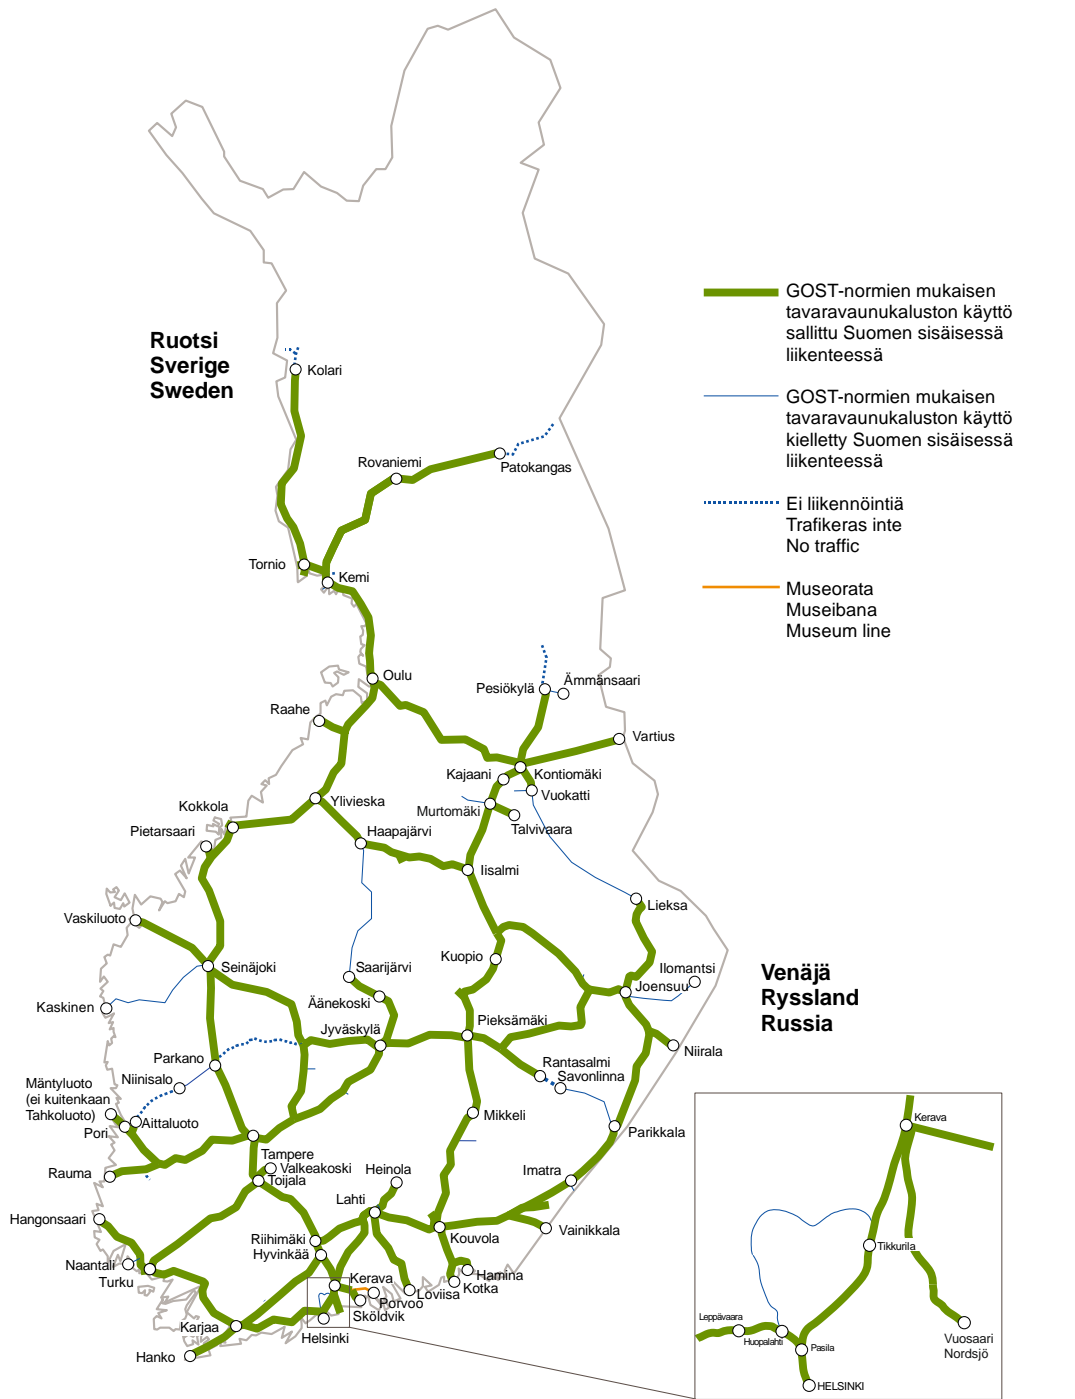 Ruotsi
Sverige
Sweden
GOST-normien mukaisen
tavaravaunukaluston käyttö
sallittu Suomen sisäisessä
liikenteessä
GOST-normien mukaisen
tavaravaunukaluston käyttö
kielletty Suomen sisäisessä
liikenteessä
Ei liikennöintiä
Trafikeras inte
No traffic
Museorata
Museibana
Museum line
Kolari
Rovaniemi
Patokangas
Tornio
Kemi
Oulu
Pesiökylä
Ämmänsaari
Raahe
Vartius
Kajaani
Kontiomäki
Vuokatti
Ylivieska
Murtomäki
Talvivaara
Kokkola
Pietarsaari
Haapajärvi
Iisalmi
Lieksa
Vaskiluoto
Kuopio
Seinäjoki
Saarijärvi
Ilomantsi
Joensuu
Äänekoski
Kaskinen
Jyväskylä
Pieksämäki
Niirala
Venäjä
Ryssland
Russia
Parkano
Niinisalo
Rantasalmi
Savonlinna
Mäntyluoto
(ei kuitenkaan
Tahkoluoto)
Aittaluoto
Pori
Mikkeli
Parikkala
Tampere
Valkeakoski
Toijala
Heinola
Imatra
Rauma
Lahti
Hangonsaari
Riihimäki
Hyvinkää
Kouvola
Vainikkala
Naantali
Turku
Kerava
Porvoo
Sköldvik
Loviisa
Hamina
Kotka
Karjaa
Helsinki
Hanko
Kerava
Tikkurila
Leppävaara
Huopalahti
Pasila
HELSINKI
Vuosaari
Nordsjö